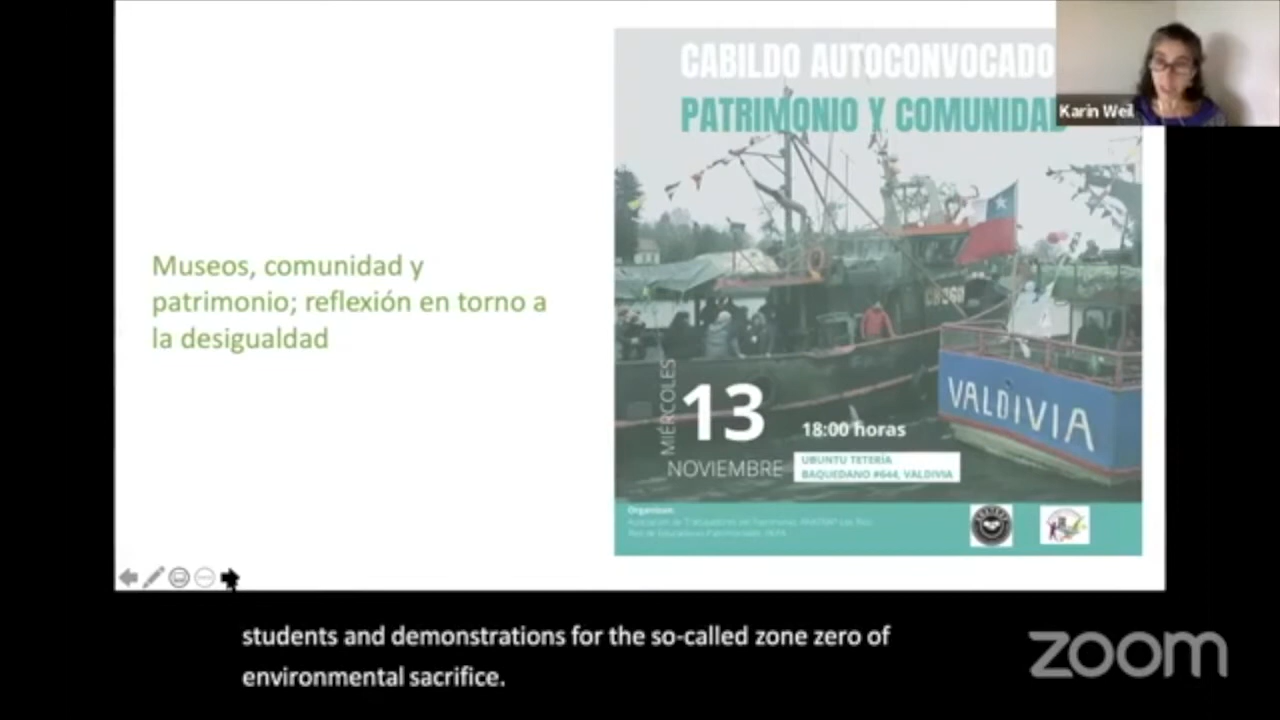 CABILDO AUTOCONVOCADO
PATRIMONIO Y COMUNIDAD
Karin Weil
Museos, comunidad y
patrimonio; reflexión en torno a
la desigualdad
VALDIVIA
MIÉRCOLES
13
NOVIEMBRE
18:00 horas
UBUNTU TETERÍA
BAQUEDANO #644, VALDIVIA
Organizan:
students and demonstrations for the so-called zone zero of
environmental sacrifice.
zoom